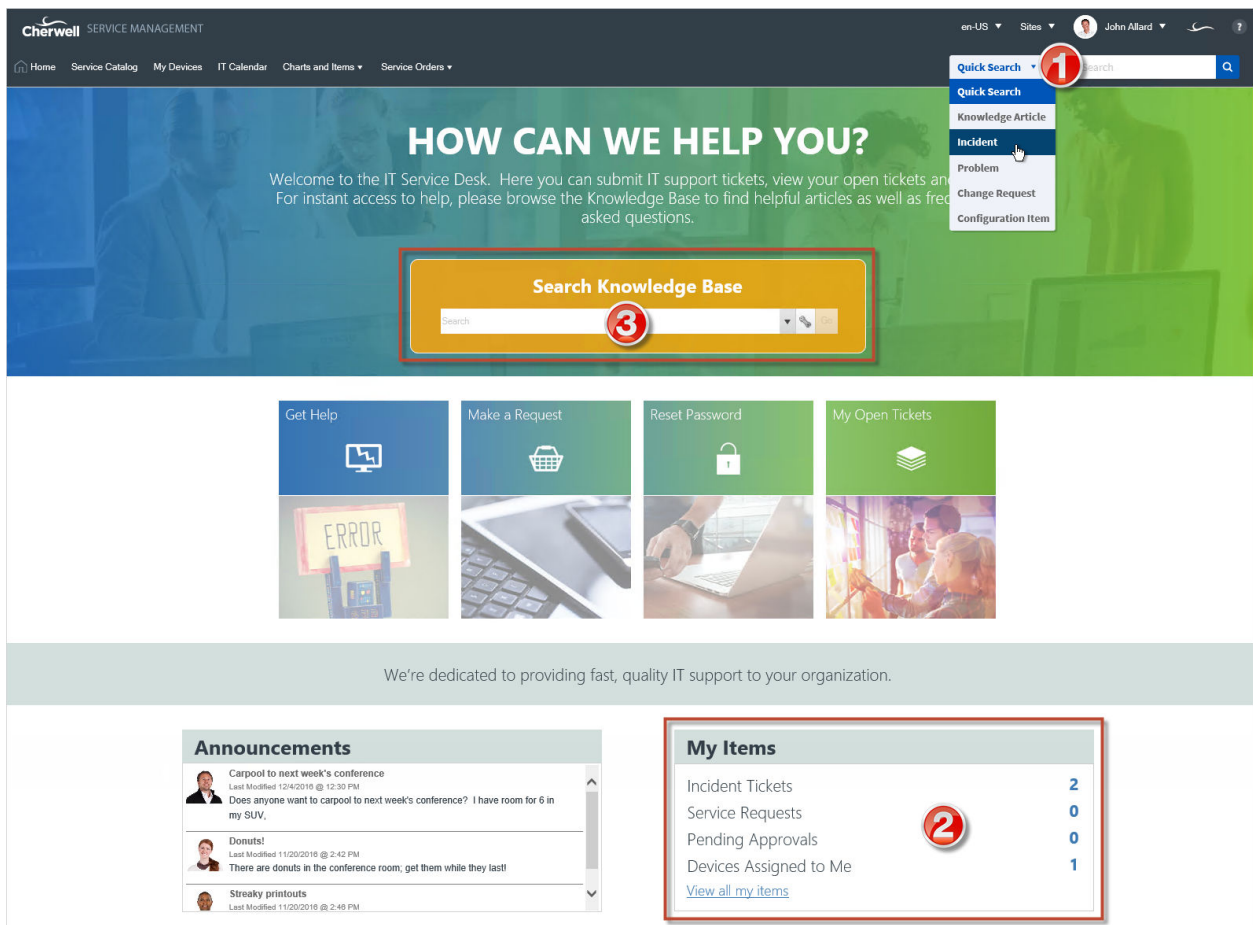 Cherwell SERVICE MANAGEMENT
en-US ▼ Sites ▼ John Allard ▼ ?
Home Service Catalog My Devices IT Calendar Charts and Items ▾ Service Orders ▾
Quick Search ▾ 1 Search
Quick Search
Knowledge Article
Incident
Problem
Change Request
Configuration Item
HOW CAN WE HELP YOU?
Welcome to the IT Service Desk. Here you can submit IT support tickets, view your open tickets
For instant access to help, please browse the Knowledge Base to find helpful articles as well as
asked questions.
Search Knowledge Base
Search 3 Go
Get Help
Make a Request
Reset Password
My Open Tickets
ERROR
We're dedicated to providing fast, quality IT support to your organization.
Announcements
Carpool to next week's conference
Last Modified 12/4/2016 @ 12:30 PM
Does anyone want to carpool to next week's conference? I have room for 6 in
my SUV,
Donuts!
Last Modified 11/20/2016 @ 2:42 PM
There are donuts in the conference room; get them while they last!
Streaky printouts
Last Modified 11/20/2016 @ 2:46 PM
My Items
Incident Tickets 2
Service Requests 0
2
Pending Approvals 0
Devices Assigned to Me 1
View all my items